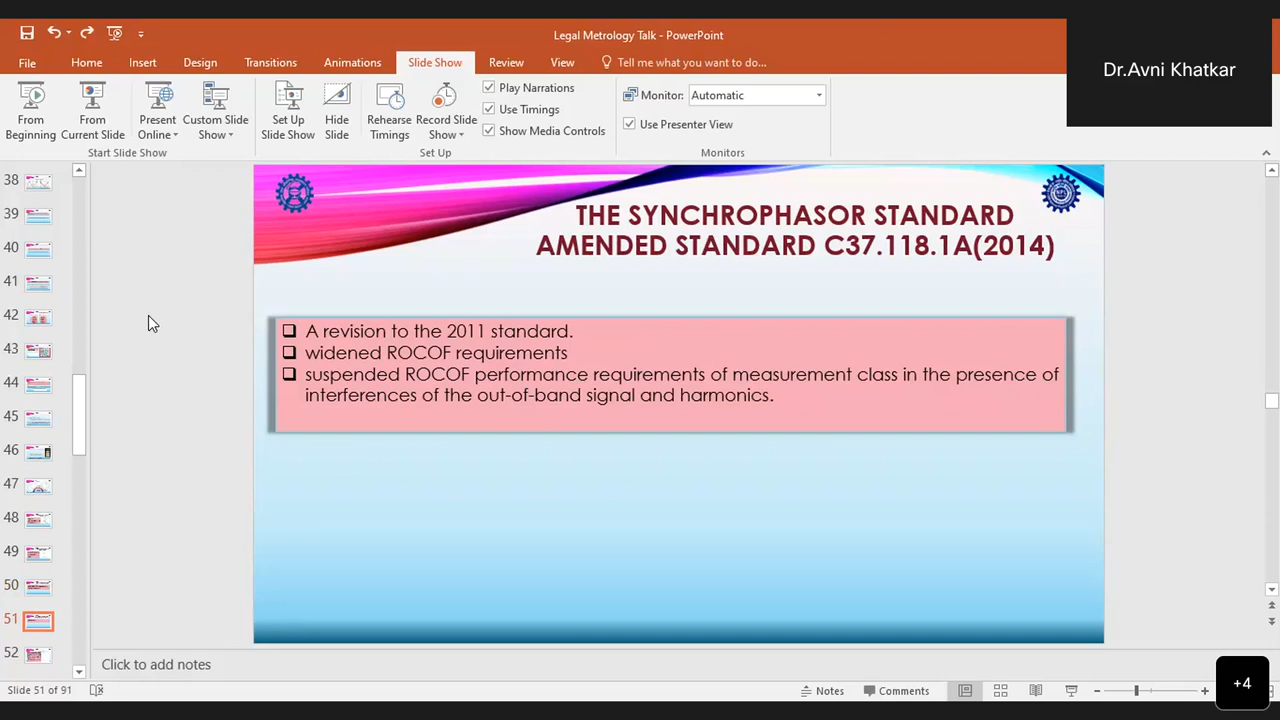 Legal Metrology Talk - PowerPoint
Dr.Avni Khatkar
File Home Insert Design Transitions Animations Slide Show Review View Tell me what you want to do...
From Beginning
From Current Slide
Present Online
Custom Slide Show
Start Slide Show
Set Up Slide Show
Hide Slide
Rehearse Timings
Record Slide Show
Play Narrations
Use Timings
Show Media Controls
Set Up
Monitor: Automatic
Use Presenter View
Monitors
38
39
40
41
42
43
44
45
46
47
48
49
50
51
52
THE SYNCHROPHASOR STANDARD
AMENDED STANDARD C37.118.1A(2014)
A revision to the 2011 standard.
widened ROCOF requirements
suspended ROCOF performance requirements of measurement class in the presence of
interferences of the out-of-band signal and harmonics.
Click to add notes
Slide 51 of 91
Notes
Comments
+4